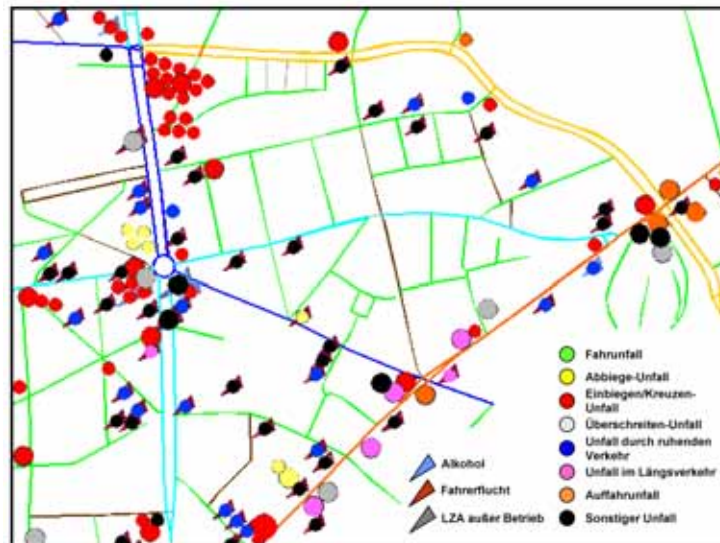 Fahrunfall
Abbiege-Unfall
Einbiegen/Kreuzen-
Unfall
Überschreiten-Unfall
Unfall durch ruhenden
Verkehr
Unfall im Längsverkehr
Auffahrunfall
Sonstiger Unfall
Alkohol
Fahrerflucht
LZA außer Betrieb